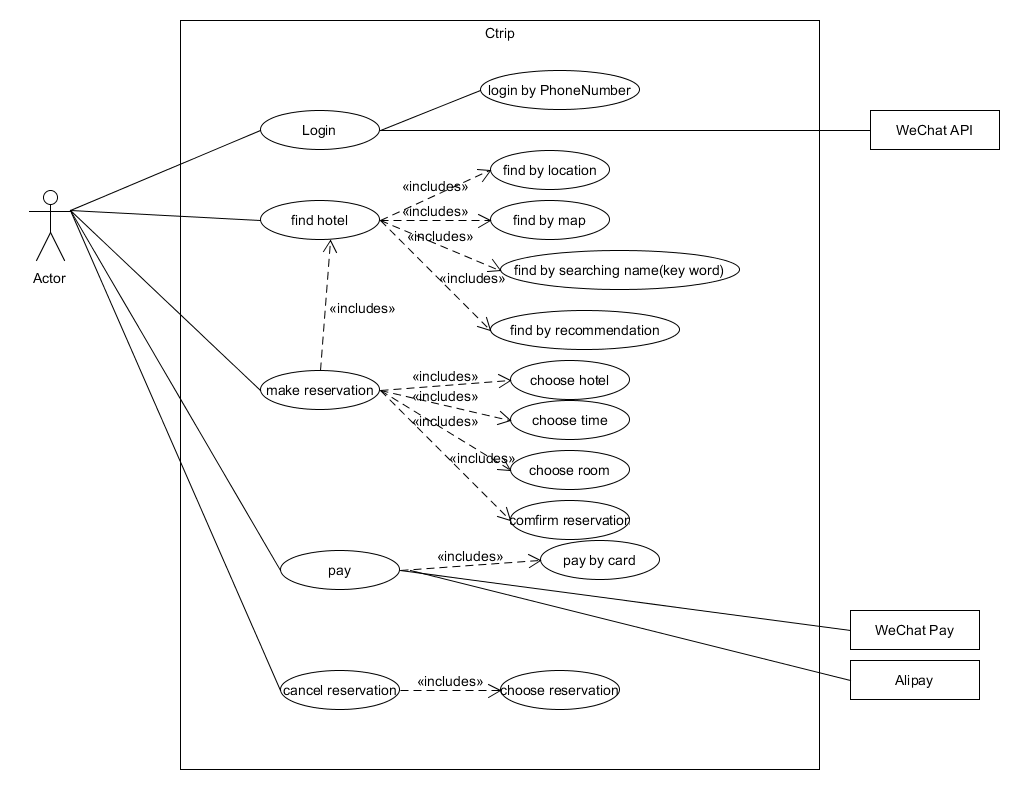 Ctrip
login by PhoneNumber
Login
WeChat API
find by location
«includes»
find hotel
«includes»
find by map
«includes»
find by searching name(key word)
Actor
«includes»
«includes»
find by recommendation
«includes»
choose hotel
make reservation
«includes»
choose time
«includes»
«includes»
choose room
comfirm reservation
«includes»
pay by card
pay
WeChat Pay
Alipay
«includes»
cancel reservation
choose reservation